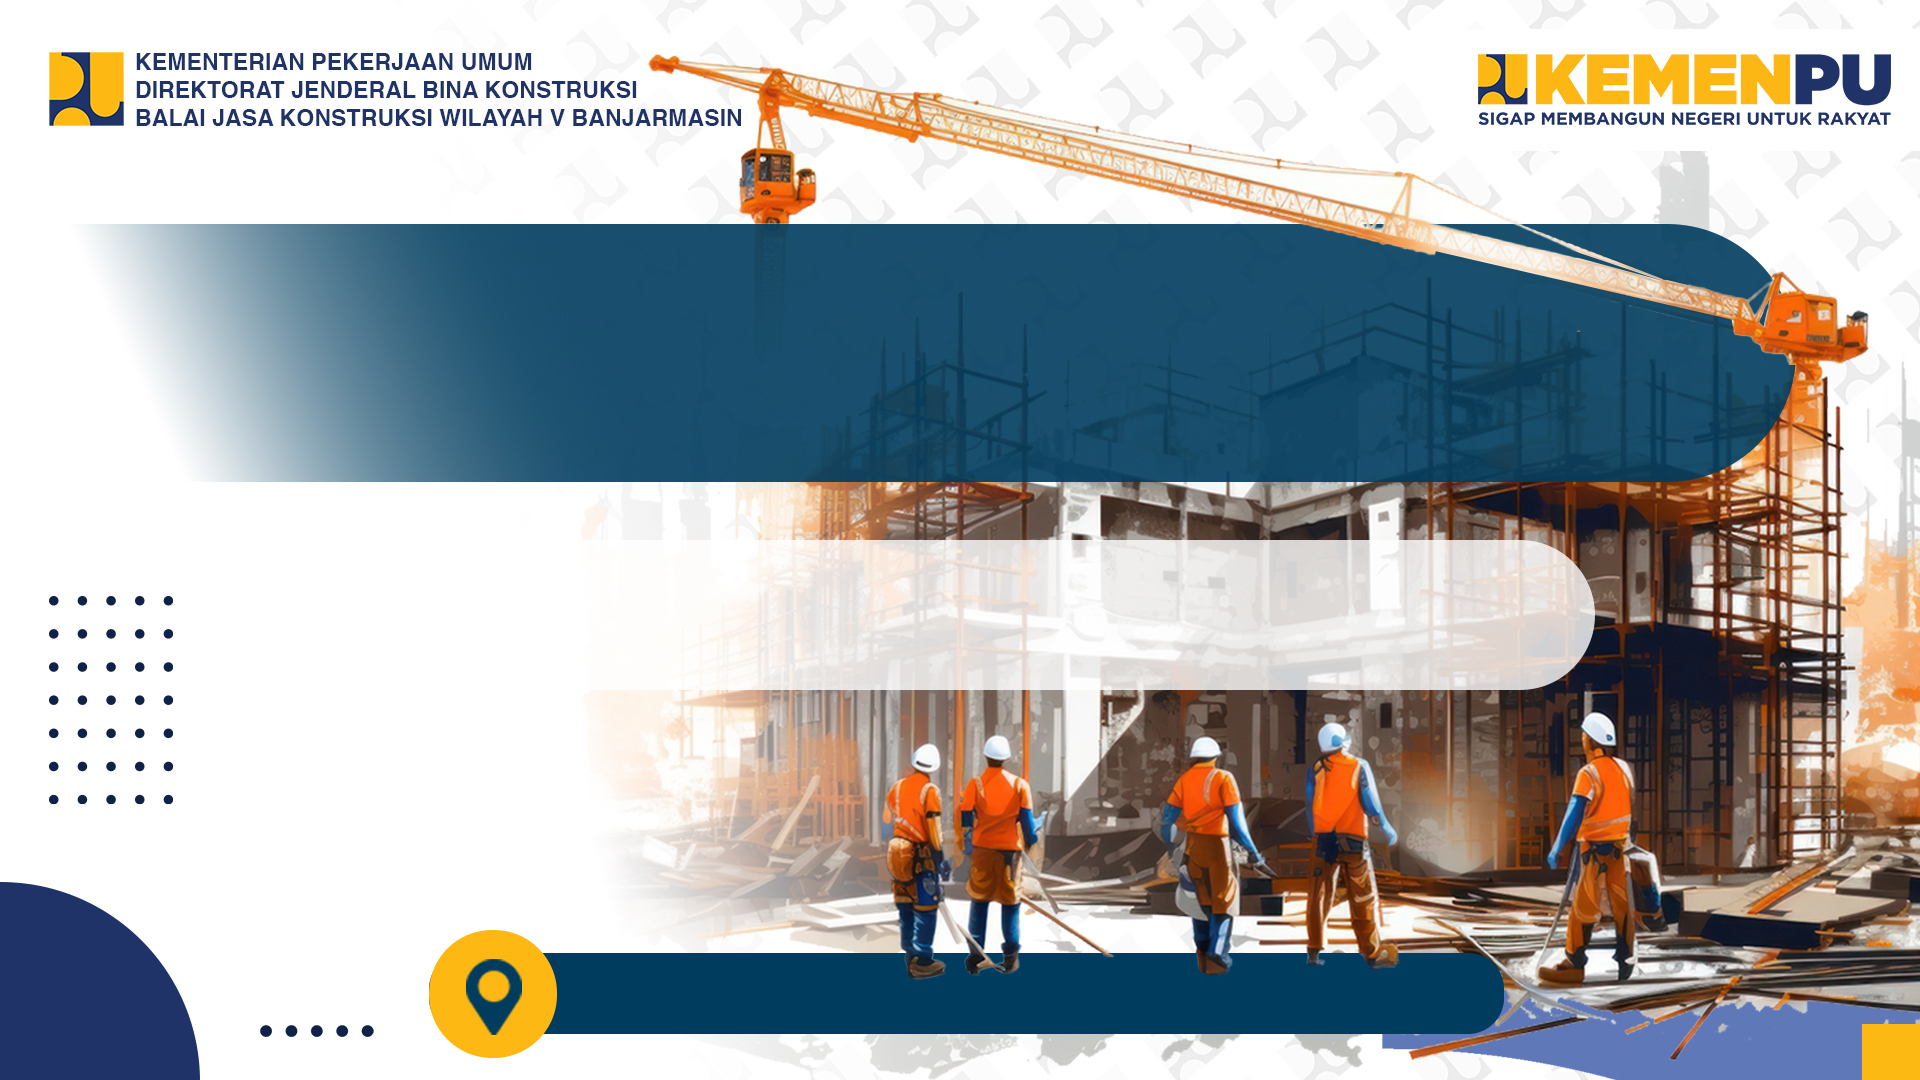 KEMENTERIAN PEKERJAAN UMUM
DIREKTORAT JENDERAL BINA KONSTRUKSI
BALAI JASA KONSTRUKSI WILAYAH V BANJARMASIN
KEMENPU
SIGAP MEMBANGUN NEGERI UNTUK RAKYAT